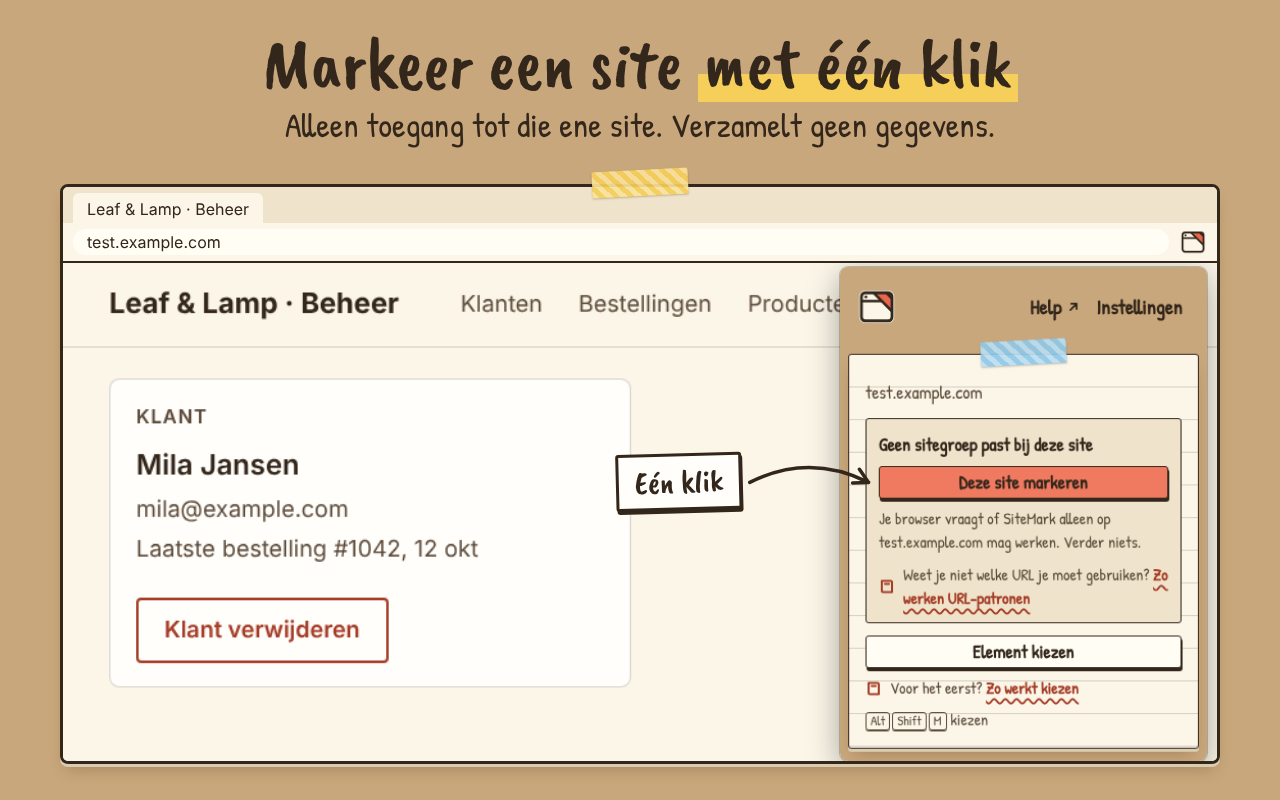 Markeer een site met één klik
Alleen toegang tot die ene site. Verzamelt geen gegevens.
Leaf & Lamp · Beheer
test.example.com
Leaf & Lamp · Beheer
Klanten
Bestellingen
Producte
Help ↗
Instellingen
KLANT
Mila Jansen
mila@example.com
Laatste bestelling #1042, 12 okt
Klant verwijderen
Eén klik
test.example.com
Geen sitegroep past bij deze site
Deze site markeren
Je browser vraagt of SiteMark alleen op
test.example.com mag werken. Verder niets.
Weet je niet welke URL je moet gebruiken? Zo
werken URL-patronen
Element kiezen
Voor het eerst? Zo werkt kiezen
Alt Shift M kiezen